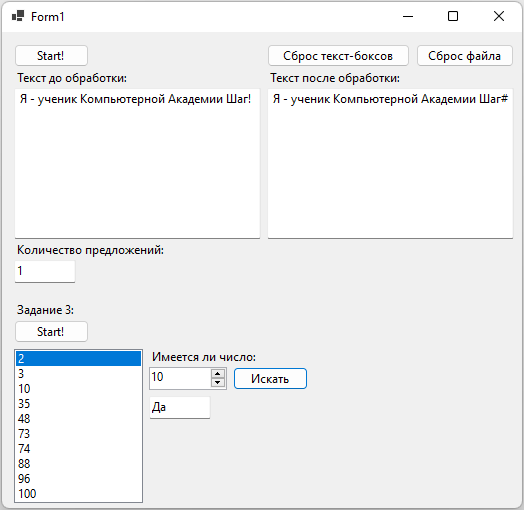 Form1
Start!
Сброс текст-боксов
Сброс файла
Текст до обработки:
Текст после обработки:
Я - ученик Компьютерной Академии Шаг!
Я - ученик Компьютерной Академии Шаг#
Количество предложений:
1
Задание 3:
Start!
Имеется ли число:
10
Искать
Да
2
3
10
35
48
73
74
88
96
100